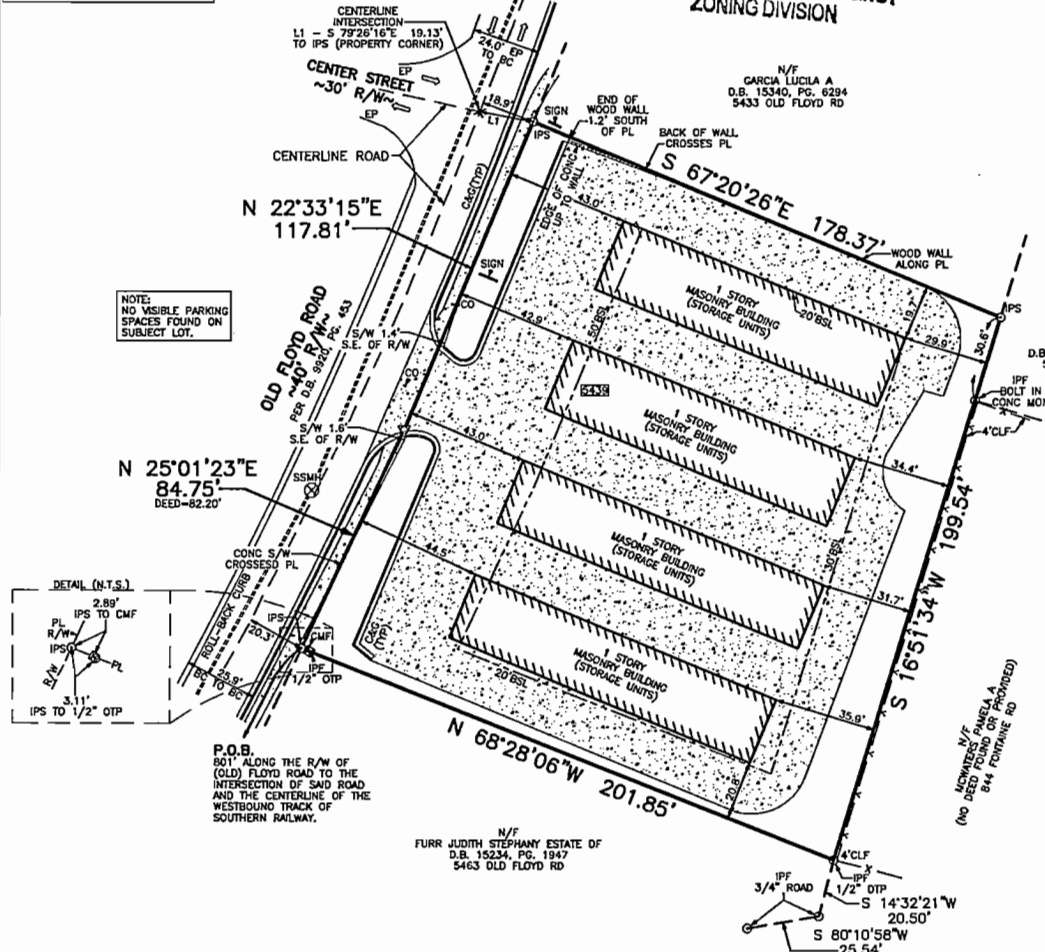 ZONING DIVISION
CENTERLINE
INTERSECTION
L1 - S 79°26'16"E 19.13'
TO IPS (PROPERTY CORNER)
24.0' EP
TO BC
EP
CENTER STREET
~30' R/W~
EP
18.9'
L1
SIGN
IPS
END OF
WOOD WALL
1.2' SOUTH
OF PL
BACK OF WALL
CROSSES PL
N/F
GARCIA LUCILA A
D.B. 15340, PG. 6294
5433 OLD FLOYD RD
CENTERLINE ROAD
C&G(TYP)
EDGE OF CONC
UP TO WALL
S 67°20'26"E 178.37'
N 22°33'15"E
117.81'
43.0'
WOOD WALL
ALONG PL
SIGN
1 STORY
MASONRY BUILDING
(STORAGE UNITS)
20'BSL
19.7'
IPS
30.6'
29.9'
NOTE:
NO VISIBLE PARKING
SPACES FOUND ON
SUBJECT LOT.
OLD FLOYD ROAD
~40' R/W~
PER D.B. 9920, PG. 453
CO
42.9'
50'BSL
S/W 1.4'
S.E. OF R/W
CO
5439
1 STORY
MASONRY BUILDING
(STORAGE UNITS)
D.B.
IPF
BOLT IN
CONC MON
4'CLF
34.4'
S/W 1.6'
S.E. OF R/W
43.0'
N 25°01'23"E
84.75'
DEED=82.20'
SSMH
1 STORY
MASONRY BUILDING
(STORAGE UNITS)
30'BSL
S 16°51'34"W 199.54'
31.7'
44.5'
CONC S/W
CROSSESD PL
1 STORY
MASONRY BUILDING
(STORAGE UNITS)
20'BSL
35.9'
20.8'
DETAIL (N.T.S.)
2.89'
IPS TO CMF
PL
R/W
IPS
PL
R/W
3.11'
IPS TO 1/2" OTP
ROLL-BACK CURB
20.3'
IPS
CMF
IPF
1/2" OTP
C&G
(TYP)
25.9'
BC TO BC
N 68°28'06"W 201.85'
P.O.B.
801' ALONG THE R/W OF
(OLD) FLOYD ROAD TO THE
INTERSECTION OF SAID ROAD
AND THE CENTERLINE OF THE
WESTBOUND TRACK OF
SOUTHERN RAILWAY.
N/F
MCWATERS PAMELA A
(NO DEED FOUND OR PROVIDED)
844 FONTAINE RD
N/F
FURR JUDITH STEPHANY ESTATE OF
D.B. 15234, PG. 1947
5463 OLD FLOYD RD
4'CLF
IPF
1/2" OTP
IPF
3/4" ROAD
S 14°32'21"W
20.50'
S 80°10'58"W
25.54'